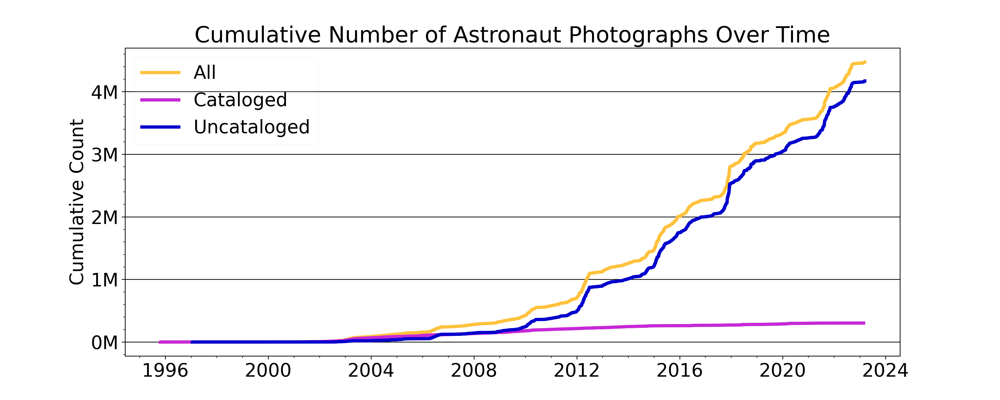 Cumulative Number of Astronaut Photographs Over Time
All
Cataloged
Uncataloged
Cumulative Count
4M
3M
2M
1M
0M
1996 2000 2004 2008 2012 2016 2020 2024